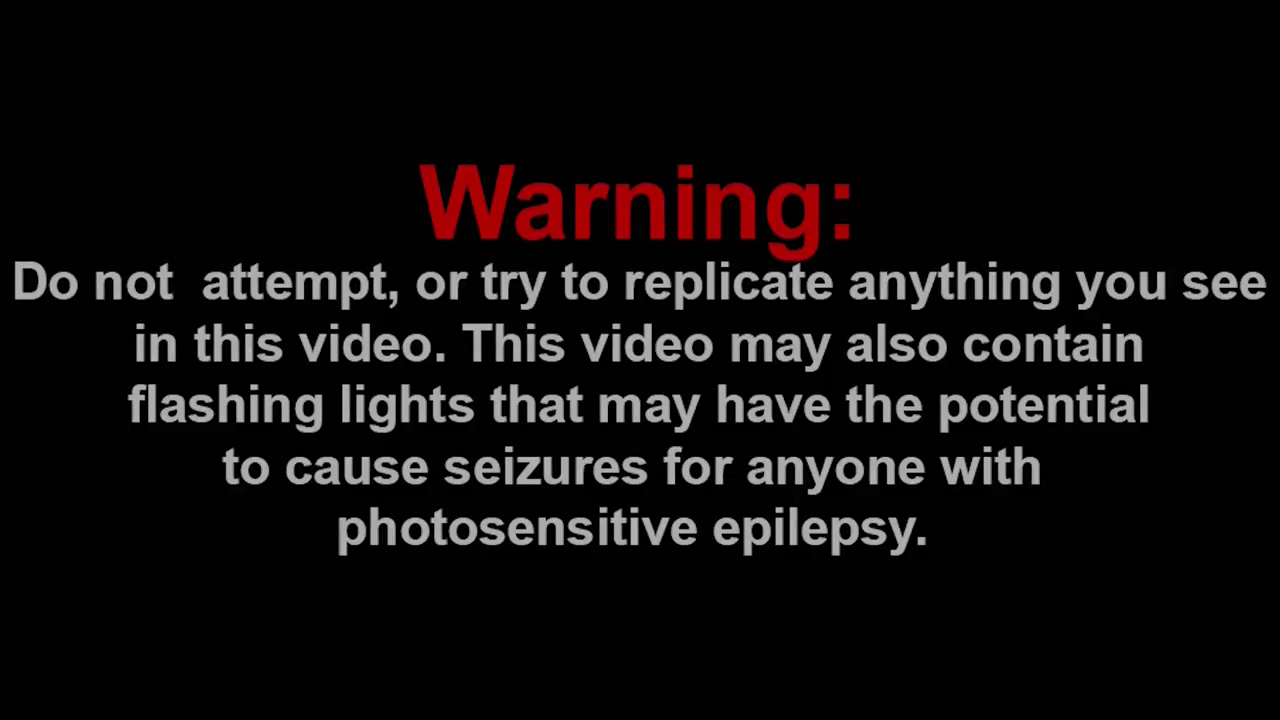 Warning:
Do not  attempt, or try to replicate anything you see
in this video. This video may also contain
flashing lights that may have the potential
to cause seizures for anyone with
photosensitive epilepsy.